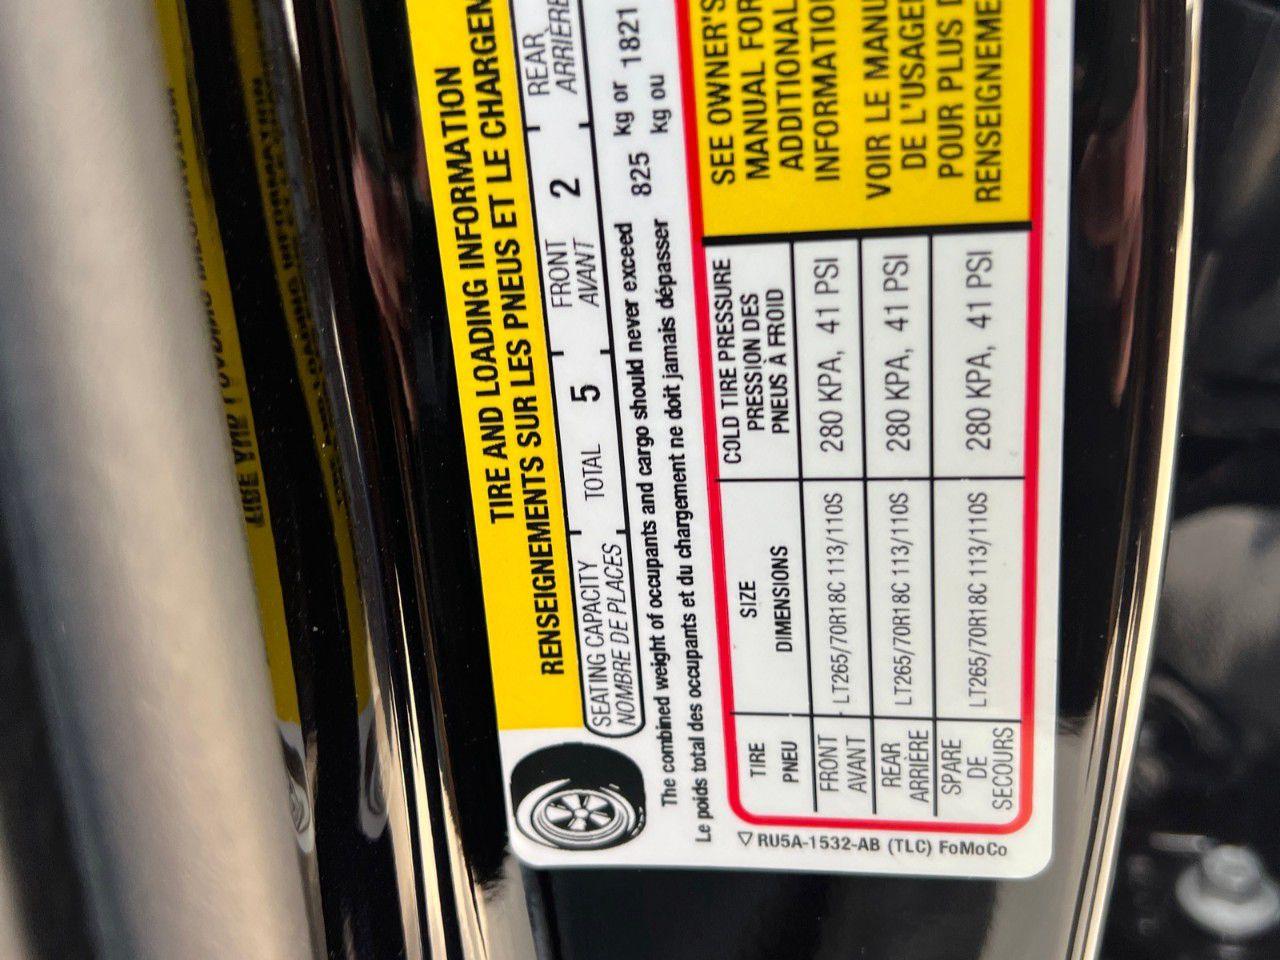 TIRE AND LOADING INFORMATION
RENSEIGNEMENTS SUR LES PNEUS ET LE CHARGEM
SEATING CAPACITY TOTAL 5 FRONT 2 REAR
NOMBRE DE PLACES AVANT ARRIÈRE
The combined weight of occupants and cargo should never exceed 825 kg or 1821
Le poids total des occupants et du chargement ne doit jamais dépasser kg ou
TIRE SIZE COLD TIRE PRESSURE
PNEU DIMENSIONS PRESSION DES
PNEUS À FROID
FRONT LT265/70R18C 113/110S 280 KPA, 41 PSI
AVANT
REAR LT265/70R18C 113/110S 280 KPA, 41 PSI
ARRIÈRE
SPARE LT265/70R18C 113/110S 280 KPA, 41 PSI
DE
SECOURS
SEE OWNER'S
MANUAL FOR
ADDITIONAL
INFORMATION
VOIR LE MANU
DE L'USAGER
POUR PLUS D
RENSEIGNEME
RU5A-1532-AB (TLC) FoMoCo